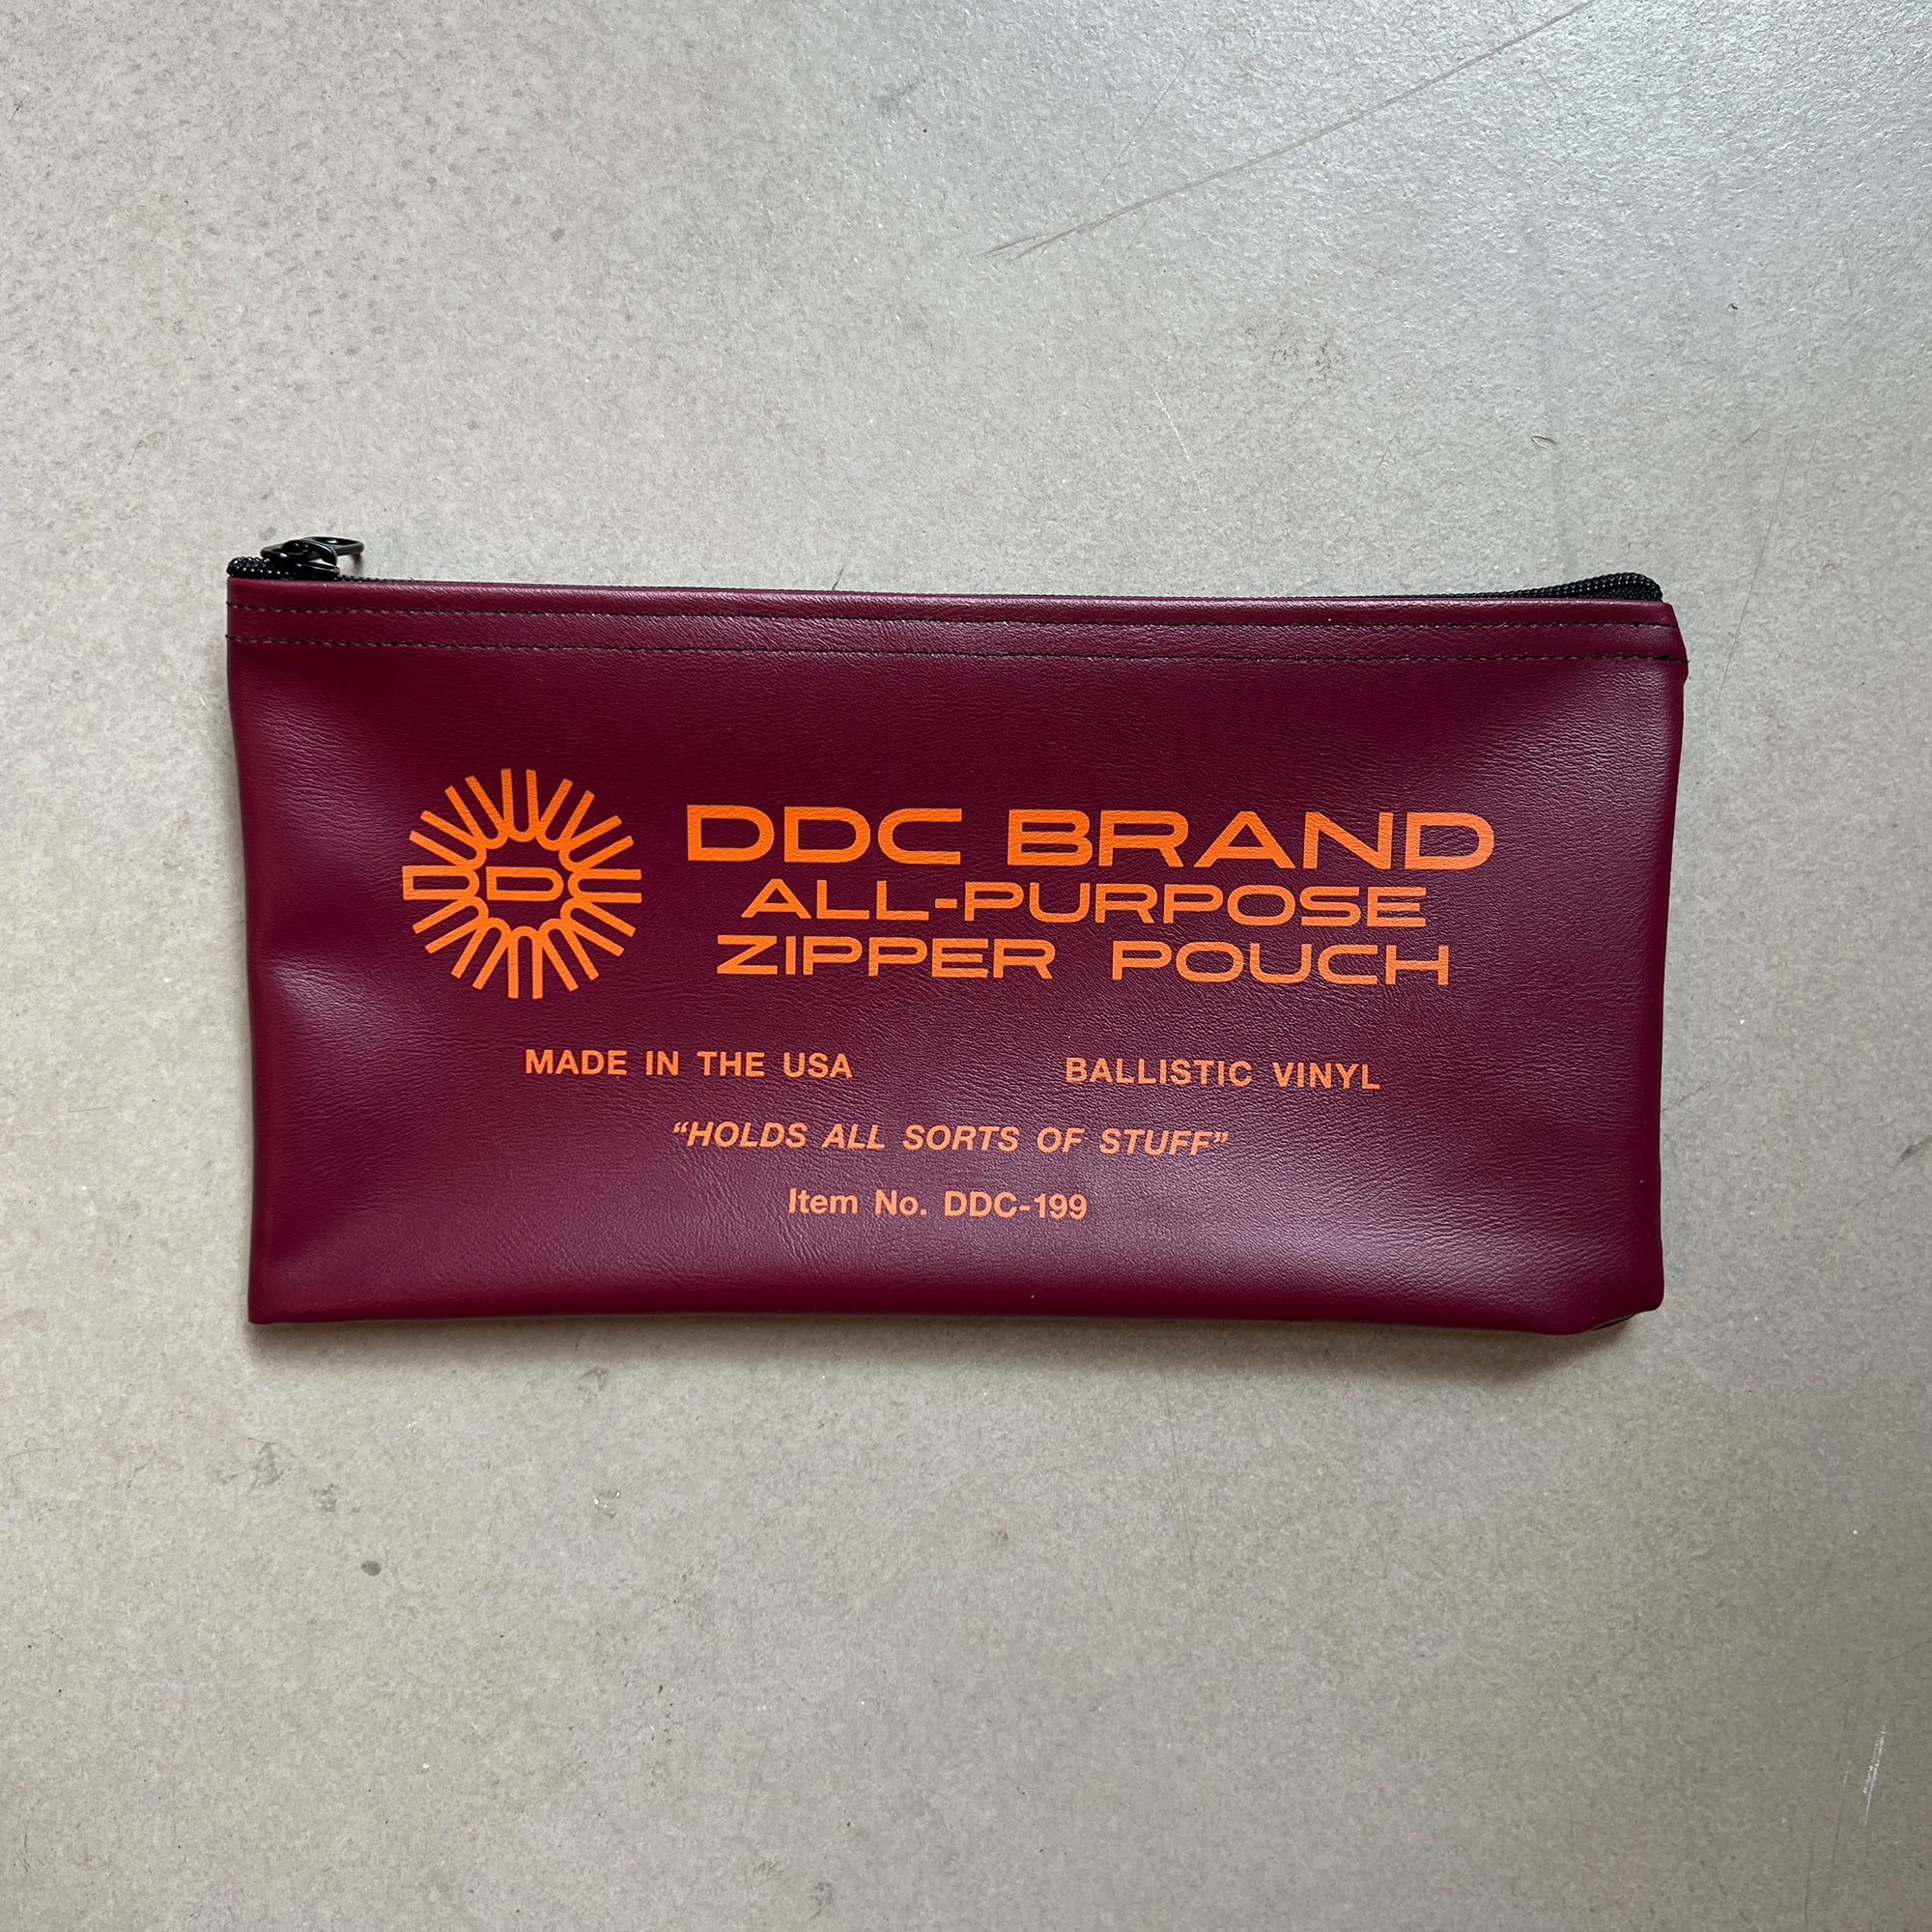 DDC
DDC BRAND
ALL-PURPOSE
ZIPPER POUCH
MADE IN THE USA BALLISTIC VINYL
“HOLDS ALL SORTS OF STUFF”
Item No. DDC-199